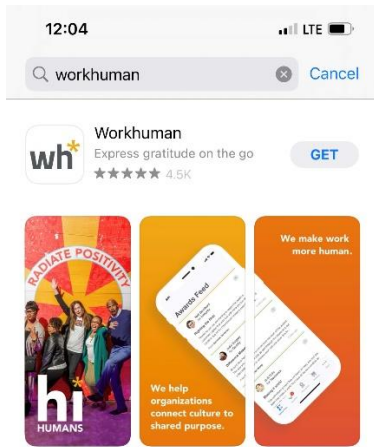 12:04
LTE
workhuman
Cancel
wh*
Workhuman
Express gratitude on the go
GET
★★★★★ 4.5K
RADIATE POSITIVITY
hi*
HUMANS
Awards Feed
We help
organizations
connect culture to
shared purpose.
We make work
more human.